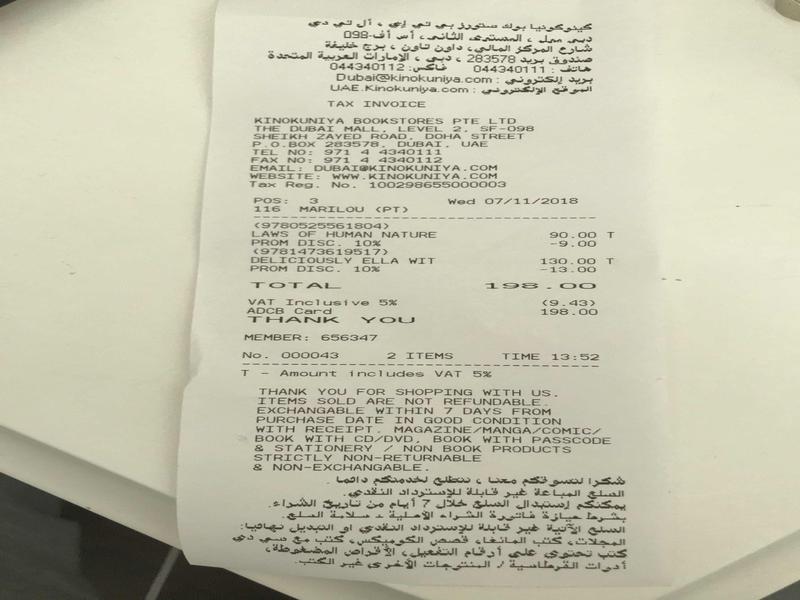 كينوكونيا بوك ستورز بي تي إي ، أل تي دي
دبي مول ، المستوى الثاني ، أس أف-098
شارع المركز المالي، داون تاون ، برج خليفة
صندوق بريد 283578 ، دبي ، الإمارات العربية المتحدة
هاتف : 044340111 فاكس: 044340112
بريد إلكتروني : Dubai@kinokuniya.com
الموقع الإلكتروني : UAE.Kinokuniya.com
TAX INVOICE
KINOKUNIYA BOOKSTORES PTE LTD
THE DUBAI MALL, LEVEL 2, SF-098
SHEIKH ZAYED ROAD, DOHA STREET
P.O.BOX 283578, DUBAI, UAE
TEL NO: 971 4 4340111
FAX NO: 971 4 4340112
EMAIL: DUBAI@KINOKUNIYA.COM
WEBSITE: WWW.KINOKUNIYA.COM
Tax Reg. No. 100298655000003
POS: 3 Wed 07/11/2018
116 MARILOU (PT)
(9780525561804)
LAWS OF HUMAN NATURE 90.00 T
PROM DISC. 10% -9.00
(9781473619517)
DELICIOUSLY ELLA WIT 130.00 T
PROM DISC. 10% -13.00
TOTAL 198.00
VAT Inclusive 5% (9.43)
ADCB Card 198.00
THANK YOU
MEMBER: 656347
No. 000043 2 ITEMS TIME 13:52
T - Amount includes VAT 5%
THANK YOU FOR SHOPPING WITH US.
ITEMS SOLD ARE NOT REFUNDABLE.
EXCHANGABLE WITHIN 7 DAYS FROM
PURCHASE DATE IN GOOD CONDITION
WITH RECEIPT. MAGAZINE/MANGA/COMIC/
BOOK WITH CD/DVD, BOOK WITH PASSCODE
& STATIONERY / NON BOOK PRODUCTS
STRICTLY NON-RETURNABLE
& NON-EXCHANGABLE.
شكرا لتسوقكم معنا ، نتطلع لخدمتكم دائما .
السلع المباعة غير قابلة للإسترداد النقدي.
يمكنكم إستبدال السلع خلال 7 أيام من تاريخ الشراء.
بشرط حيازة فاتورة الشراء الأصلية ، سلامة السلع.
السلع الآتية غير قابلة للإسترداد النقدي او التبديل نهائيا:
المجلات، كتب المانغا، قصص الكوميكس، كتب مع سي دي
كتب تحتوي على أرقام التفعيل، الأقراص المضغوطة،
أدوات القرطاسية / المنتوجات الأخرى غير الكتب.